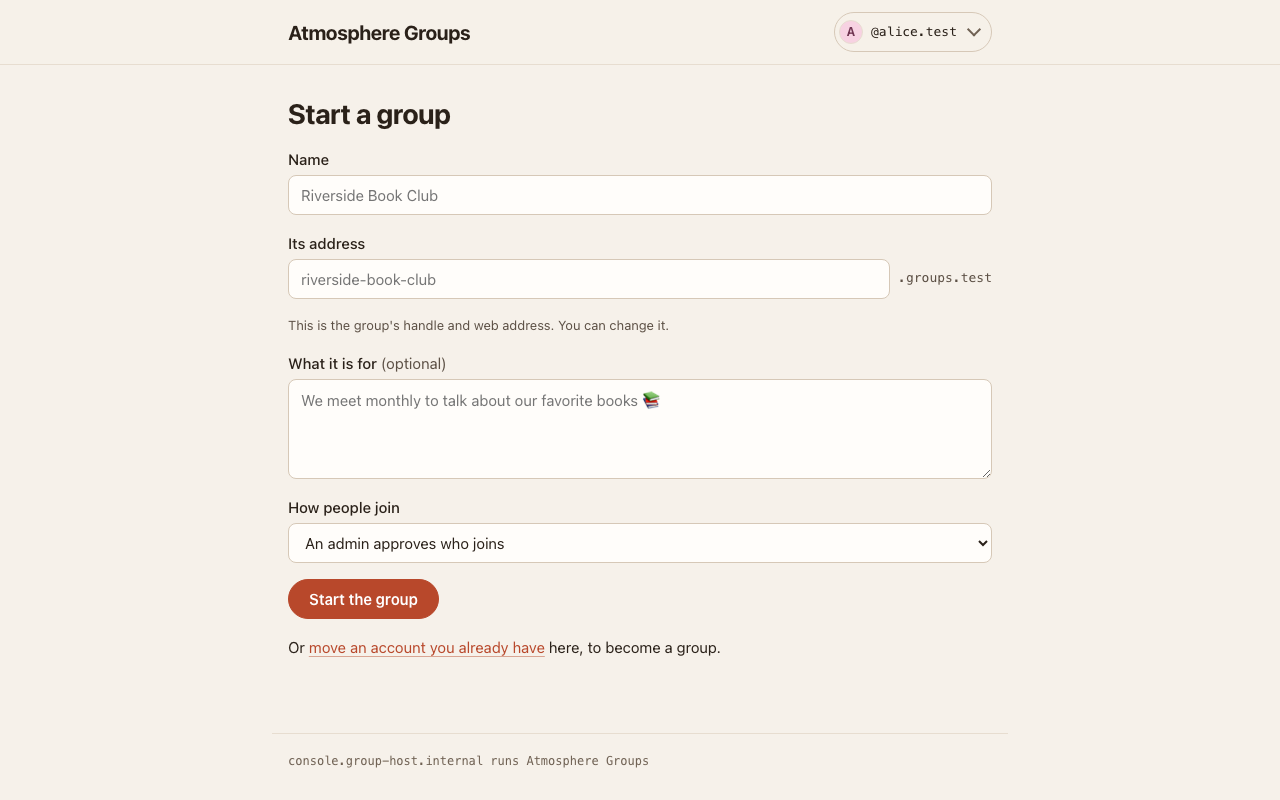 Atmosphere Groups
A @alice.test
Start a group
Name
Riverside Book Club
Its address
riverside-book-club .groups.test
This is the group's handle and web address. You can change it.
What it is for (optional)
We meet monthly to talk about our favorite books 📚
How people join
An admin approves who joins
Start the group
Or move an account you already have here, to become a group.
console.group-host.internal runs Atmosphere Groups